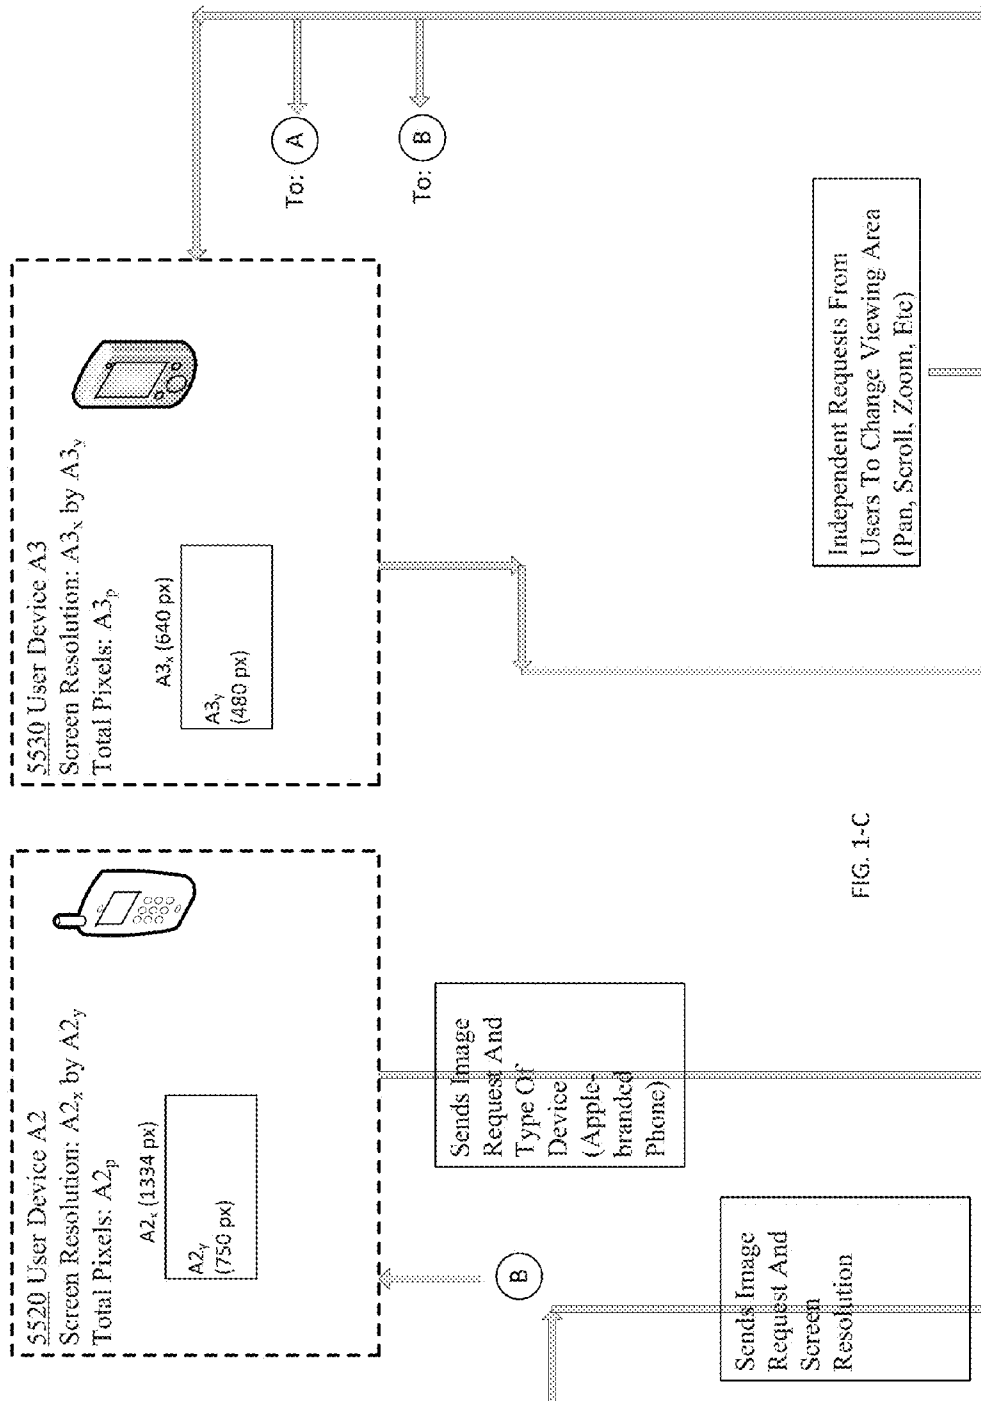 5520 User Device A2
Screen Resolution: A2x by A2y
Total Pixels: A2p
A2x (1334 px)
A2y
(750 px)
5530 User Device A3
Screen Resolution: A3x by A3y
Total Pixels: A3p
A3x (640 px)
A3y
(480 px)
To: A
To: B
B
Sends Image
Request And
Type Of
Device
(Apple-
branded
Phone)
Sends Image
Request And
Screen
Resolution
Independent Requests From
Users To Change Viewing Area
(Pan, Scroll, Zoom, Etc)
FIG. 1-C